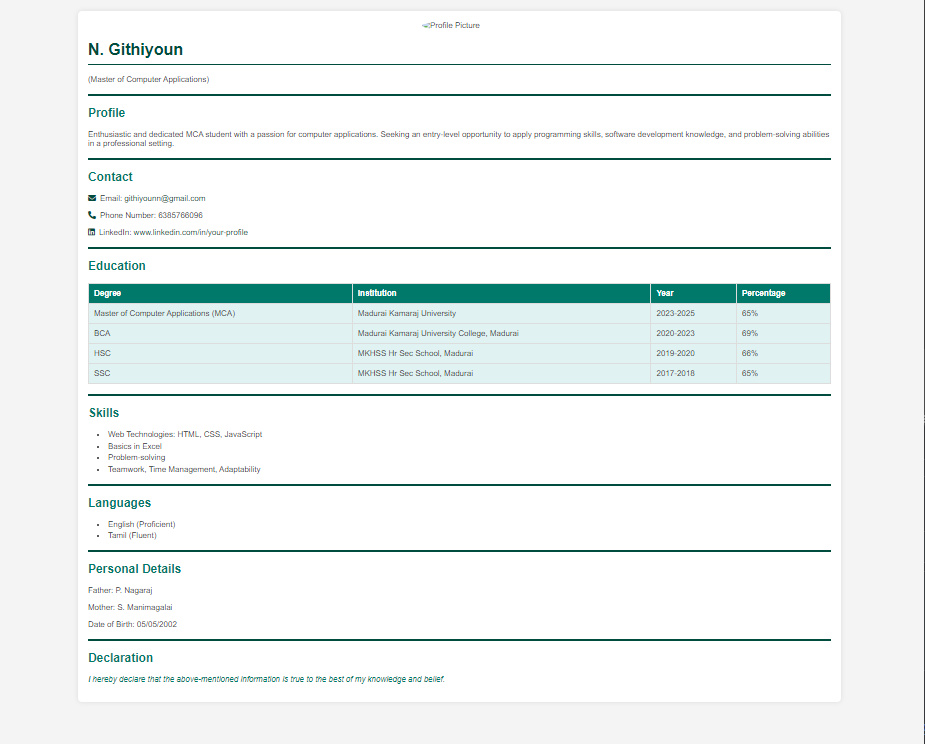 Profile Picture
N. Githiyoun
(Master of Computer Applications)
Profile
Enthusiastic and dedicated MCA student with a passion for computer applications. Seeking an entry-level opportunity to apply programming skills, software development knowledge, and problem-solving abilities
in a professional setting.
Contact
Email: githiyounn@gmail.com
Phone Number: 6385766096
LinkedIn: www.linkedin.com/in/your-profile
Education
Degree Institution Year Percentage
Master of Computer Applications (MCA) Madurai Kamaraj University 2023-2025 65%
BCA Madurai Kamaraj University College, Madurai 2020-2023 69%
HSC MKHSS Hr Sec School, Madurai 2019-2020 66%
SSC MKHSS Hr Sec School, Madurai 2017-2018 65%
Skills
• Web Technologies: HTML, CSS, JavaScript
• Basics in Excel
• Problem-solving
• Teamwork, Time Management, Adaptability
Languages
• English (Proficient)
• Tamil (Fluent)
Personal Details
Father: P. Nagaraj
Mother: S. Manimagalai
Date of Birth: 05/05/2002
Declaration
I hereby declare that the above-mentioned information is true to the best of my knowledge and belief.